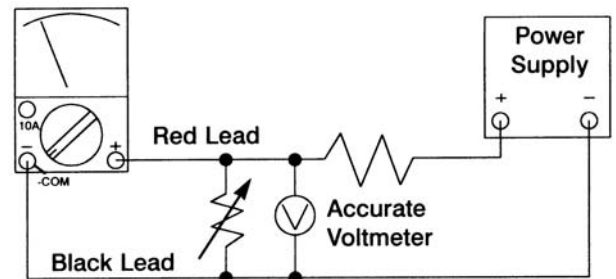 Power
Supply
+ −
10A
Red Lead
− +
-COM
V
Accurate
Voltmeter
Black Lead